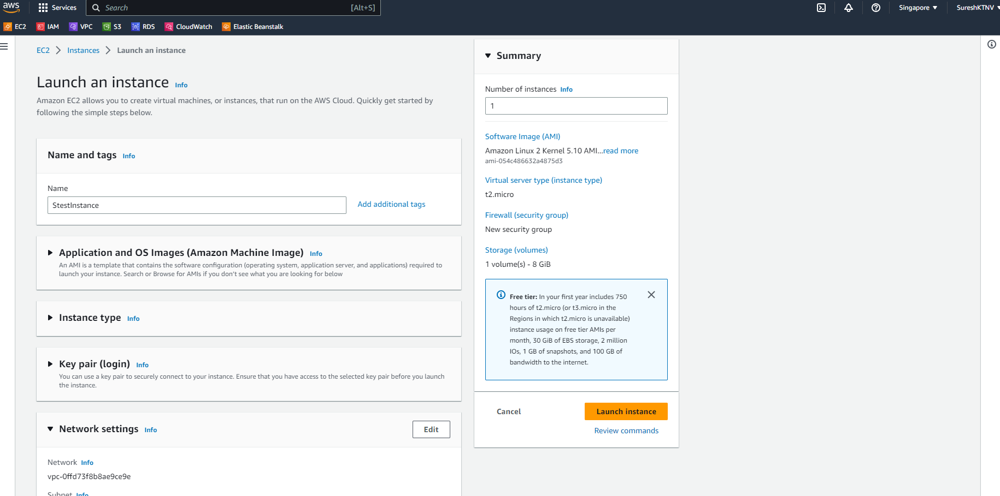 aws Services Search [Alt+S] Singapore SureshKTNV
EC2 IAM VPC S3 RDS CloudWatch Elastic Beanstalk
EC2 Instances Launch an instance
Launch an instance Info
Amazon EC2 allows you to create virtual machines, or instances, that run on the AWS Cloud. Quickly get started by
following the simple steps below.
Name and tags Info
Name
StestInstance Add additional tags
Application and OS Images (Amazon Machine Image) Info
An AMI is a template that contains the software configuration (operating system, application server, and applications) required to
launch your instance. Search or Browse for AMIs if you don't see what you are looking for below
Instance type Info
Key pair (login) Info
You can use a key pair to securely connect to your instance. Ensure that you have access to the selected key pair before you launch
the instance.
Network settings Info Edit
Network Info
vpc-0ffd73f8b8ae9ce9e
Subnet Info
Summary
Number of instances Info
1
Software Image (AMI)
Amazon Linux 2 Kernel 5.10 AMI...read more
ami-054c486632a4875d3
Virtual server type (instance type)
t2.micro
Firewall (security group)
New security group
Storage (volumes)
1 volume(s) - 8 GiB
Free tier: In your first year includes 750
hours of t2.micro (or t3.micro in the
Regions in which t2.micro is unavailable)
instance usage on free tier AMIs per
month, 30 GiB of EBS storage, 2 million
IOs, 1 GB of snapshots, and 100 GB of
bandwidth to the internet.
Cancel Launch instance
Review commands